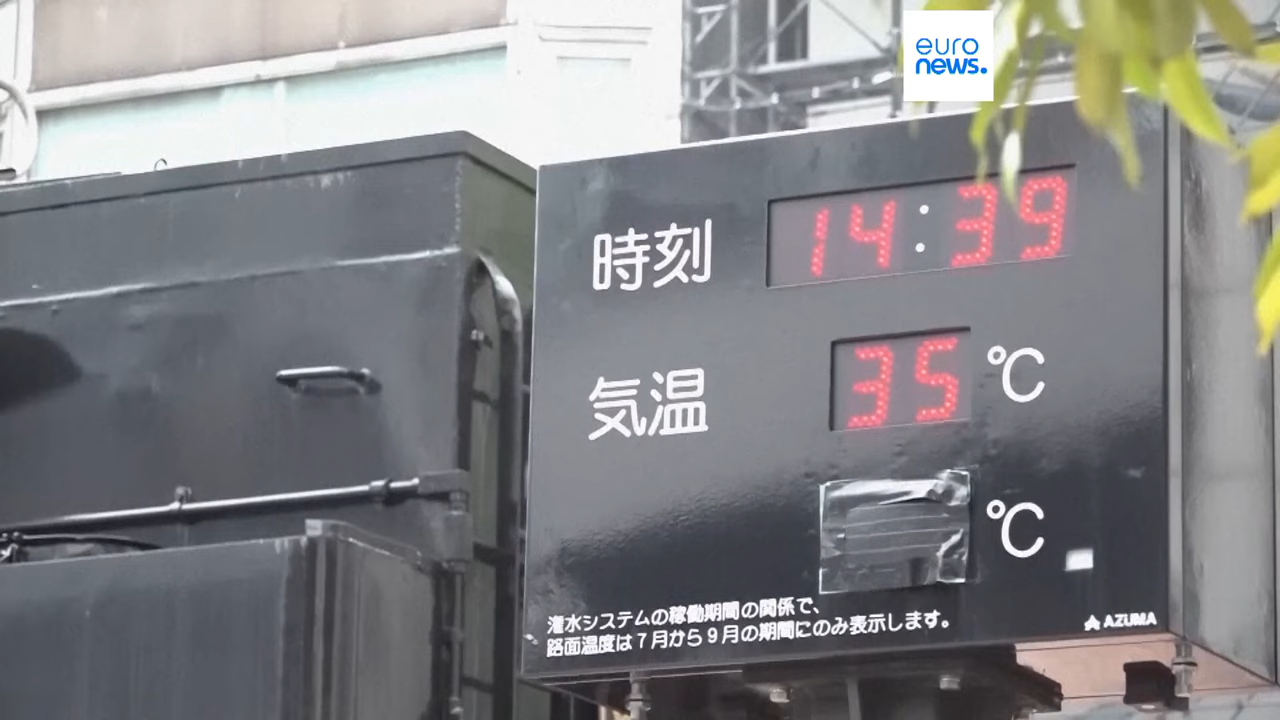 euro
news.
時刻 14:39
気温 35 ℃
℃
潅水システムの稼働期間の関係で、
路面温度は7月から9月の期間にのみ表示します。
AZUMA